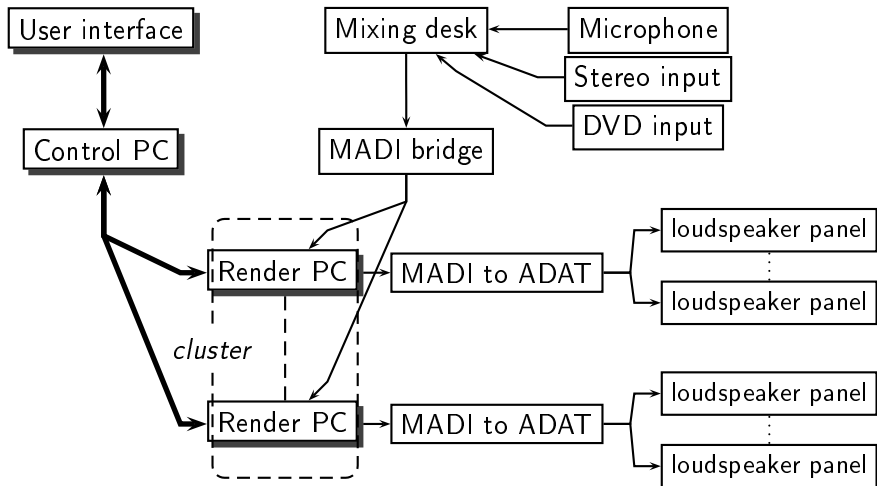 User interface
Mixing desk
Microphone
Stereo input
DVD input
Control PC
MADI bridge
Render PC
MADI to ADAT
loudspeaker panel
loudspeaker panel
cluster
Render PC
MADI to ADAT
loudspeaker panel
loudspeaker panel